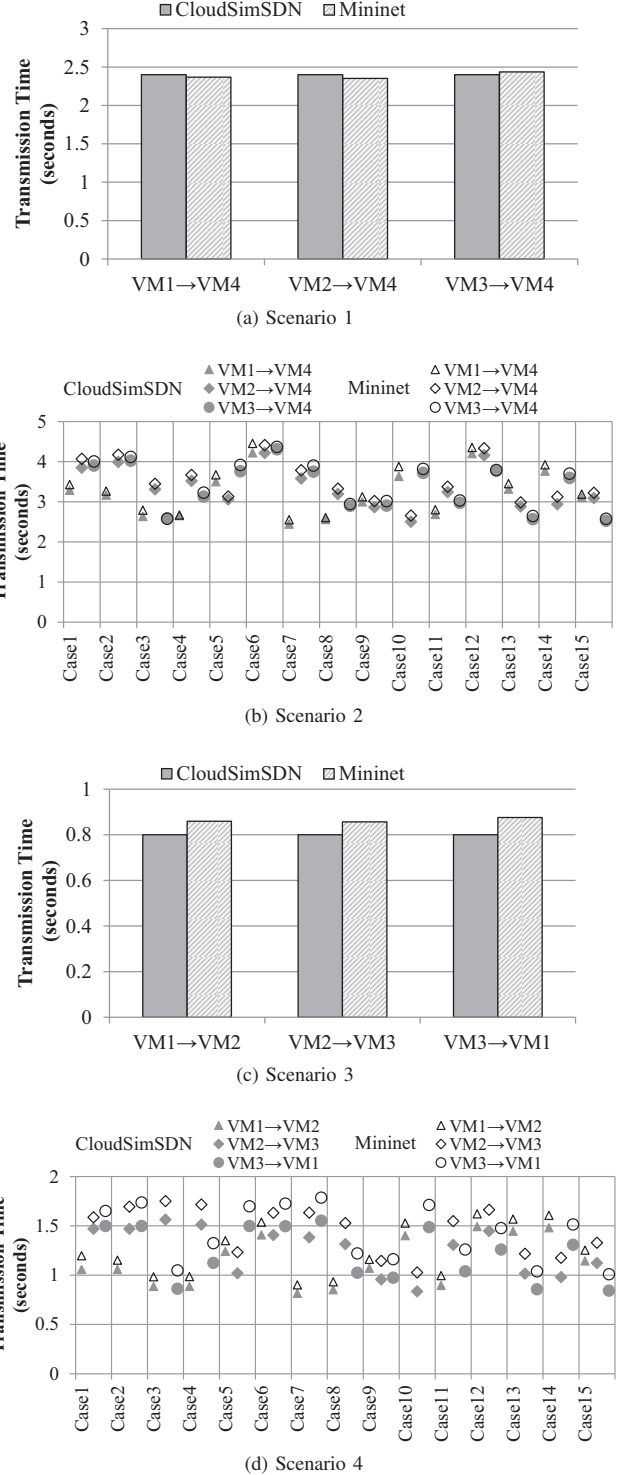 CloudSimSDN Mininet
3
2.5
2
1.5
1
0.5
0
Transmission Time
(seconds)
VM1→VM4 VM2→VM4 VM3→VM4
(a) Scenario 1
CloudSimSDN
VM1→VM4
VM2→VM4
VM3→VM4
Mininet
VM1→VM4
VM2→VM4
VM3→VM4
5
4
3
2
1
0
Transmission Time
(seconds)
Case1 Case2 Case3 Case4 Case5 Case6 Case7 Case8 Case9 Case10 Case11 Case12 Case13 Case14 Case15
(b) Scenario 2
CloudSimSDN Mininet
1
0.8
0.6
0.4
0.2
0
Transmission Time
(seconds)
VM1→VM2 VM2→VM3 VM3→VM1
(c) Scenario 3
CloudSimSDN
VM1→VM2
VM2→VM3
VM3→VM1
Mininet
VM1→VM2
VM2→VM3
VM3→VM1
2
1.5
1
0.5
0
Transmission Time
(seconds)
Case1 Case2 Case3 Case4 Case5 Case6 Case7 Case8 Case9 Case10 Case11 Case12 Case13 Case14 Case15
(d) Scenario 4